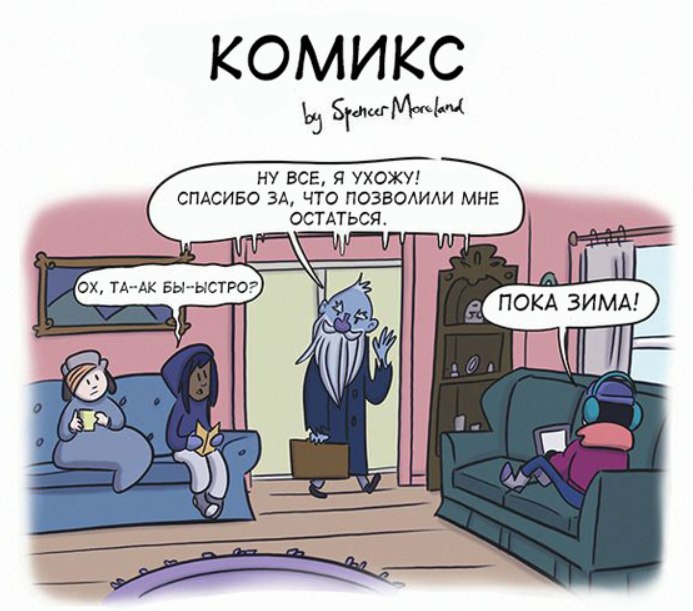 КОМИКС
by Spencer Moreland
НУ ВСЕ, Я УХОЖУ!
СПАСИБО ЗА, ЧТО ПОЗВОЛИЛИ МНЕ
ОСТАТЬСЯ.
ОХ, ТА-АК БЫ-ЫСТРО?
ПОКА ЗИМА!